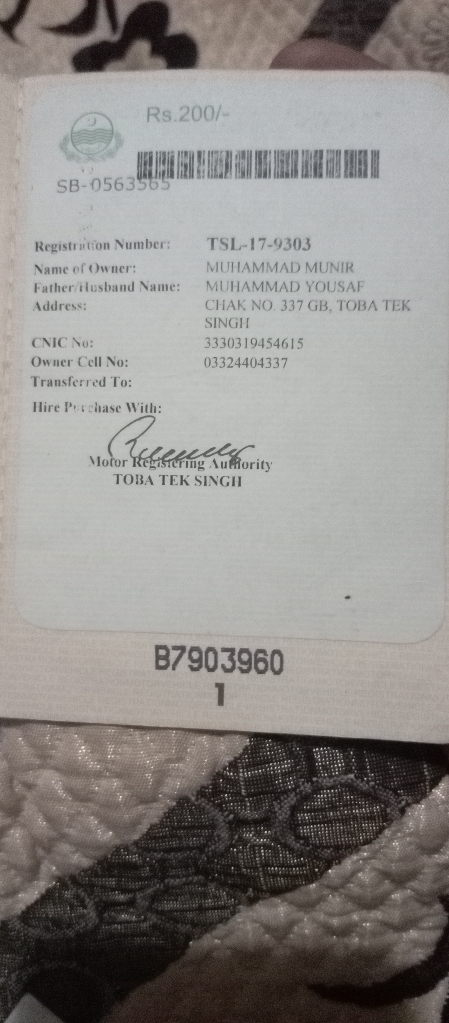 Rs.200/-
SB-0563565
Registration Number: TSL-17-9303
Name of Owner: MUHAMMAD MUNIR
Father/Husband Name: MUHAMMAD YOUSAF
Address: CHAK NO. 337 GB, TOBA TEK
SINGH
CNIC No: 3330319454615
Owner Cell No: 03324404337
Transferred To:
Hire Purchase With:
Motor Registering Authority
TOBA TEK SINGH
B7903960
1